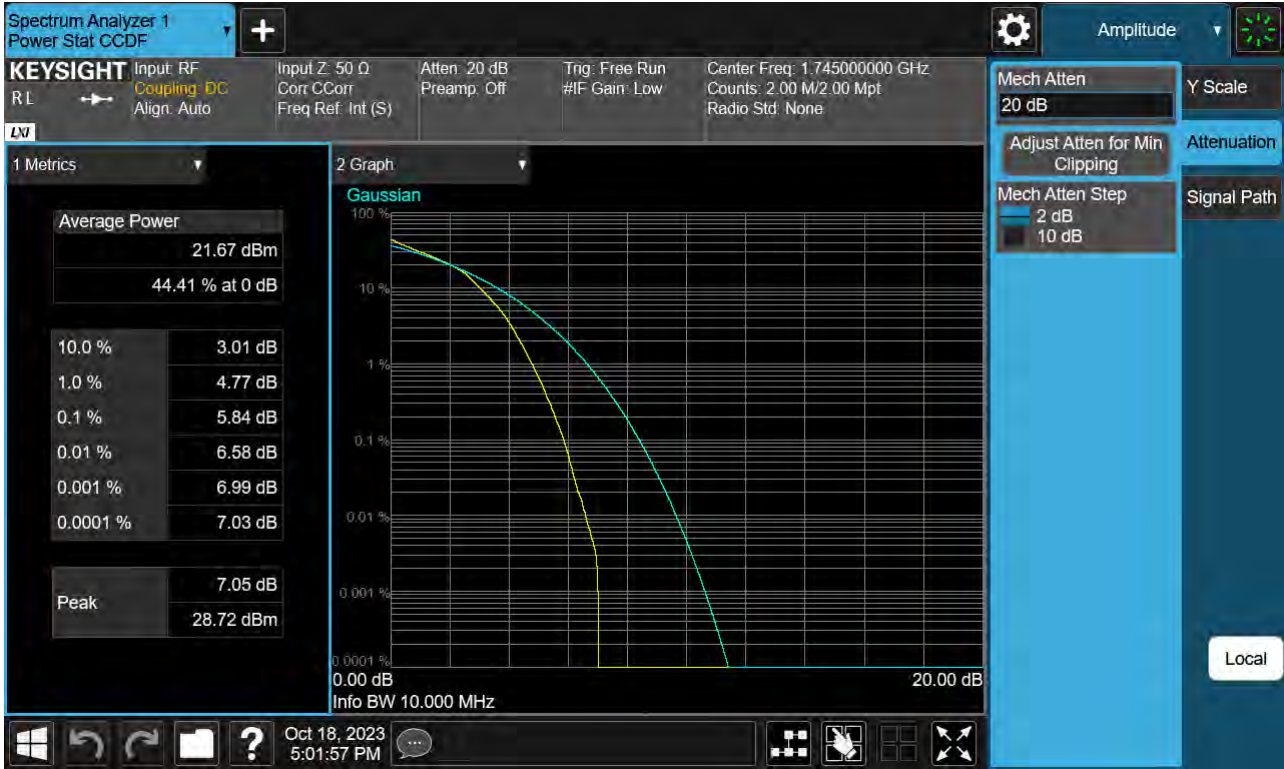 Spectrum Analyzer 1
Power Stat CCDF
+
Amplitude
KEYSIGHT
RL
LXI
Input: RF
Coupling: DC
Align: Auto
Input Z: 50 Ω
Corr CCorr
Freq Ref: Int (S)
Atten: 20 dB
Preamp: Off
Trig: Free Run
#IF Gain: Low
Center Freq: 1.745000000 GHz
Counts: 2.00 M/2.00 Mpt
Radio Std: None
Mech Atten
20 dB
Adjust Atten for Min
Clipping
Mech Atten Step
2 dB
10 dB
Y Scale
Attenuation
Signal Path
1 Metrics
Average Power
21.67 dBm
44.41 % at 0 dB
10.0 % 3.01 dB
1.0 % 4.77 dB
0.1 % 5.84 dB
0.01 % 6.58 dB
0.001 % 6.99 dB
0.0001 % 7.03 dB
Peak
7.05 dB
28.72 dBm
2 Graph
Gaussian
100 %
10 %
1 %
0.1 %
0.01 %
0.001 %
0.0001 %
0.00 dB
20.00 dB
Info BW 10.000 MHz
Local
?
Oct 18, 2023
5:01:57 PM